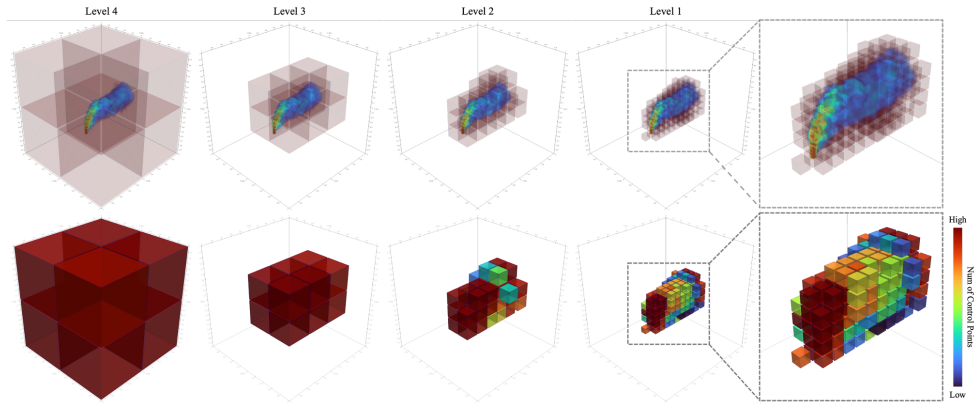 Level 4
Level 3
Level 2
Level 1
High
Num of Control Points
Low